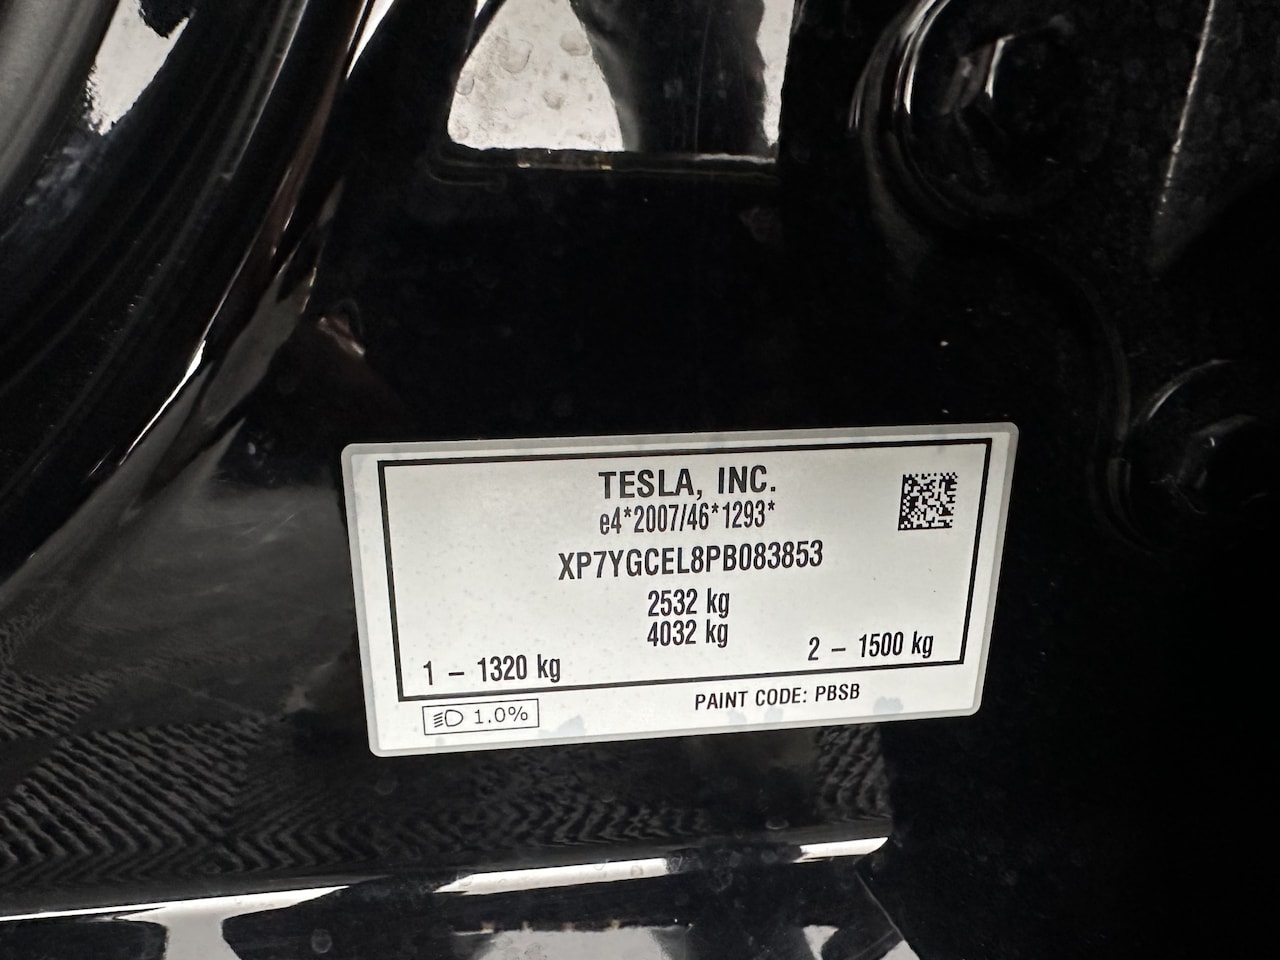 TESLA, INC.
e4*2007/46*1293*
XP7YGCEL8PB083853
2532 kg
4032 kg
1 – 1320 kg
2 – 1500 kg
1.0%
PAINT CODE: PBSB